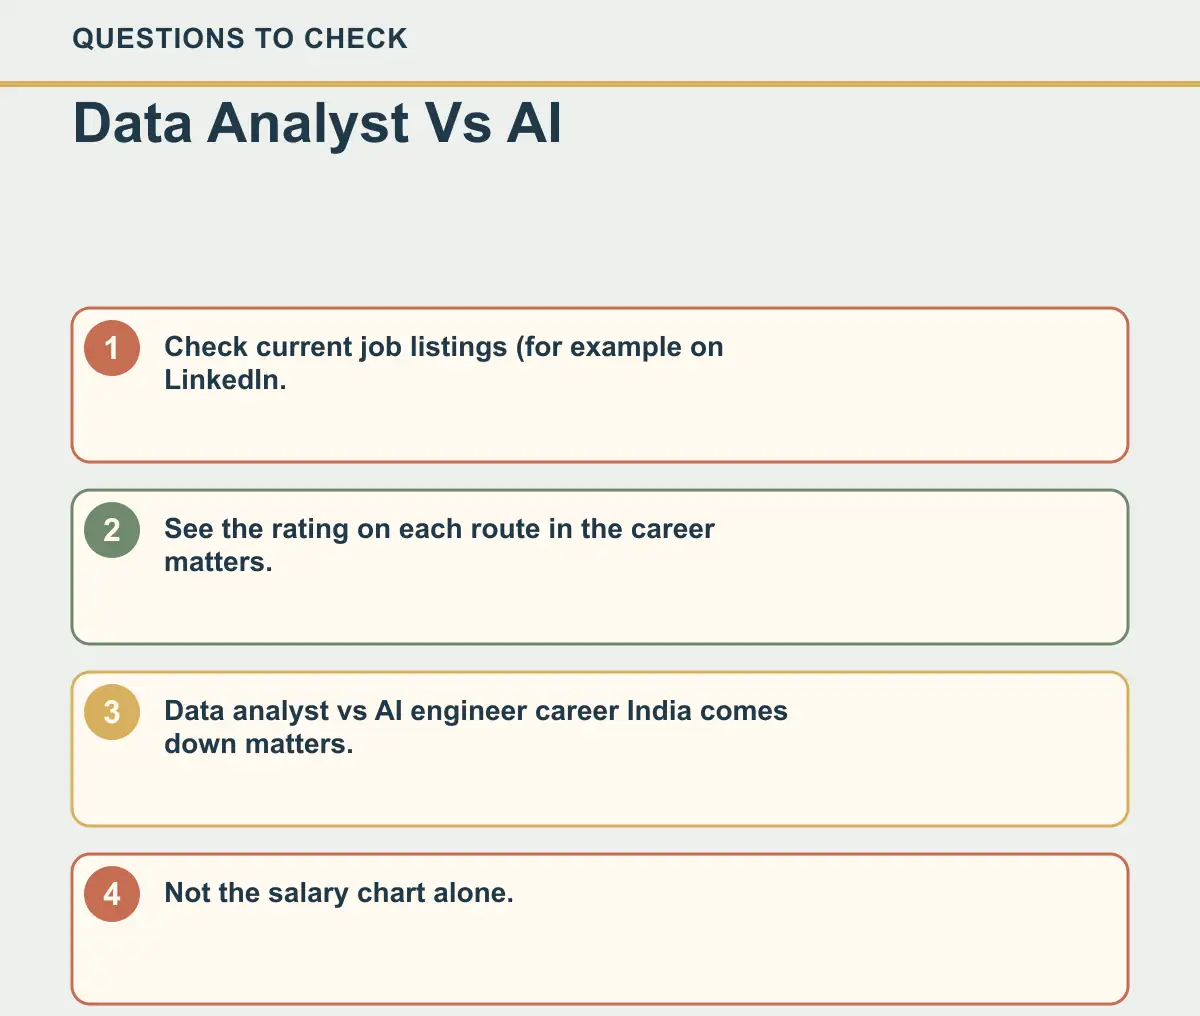 QUESTIONS TO CHECK
Data Analyst Vs AI
1
Check current job listings (for example on
LinkedIn.
2
See the rating on each route in the career
matters.
3
Data analyst vs AI engineer career India comes
down matters.
4
Not the salary chart alone.